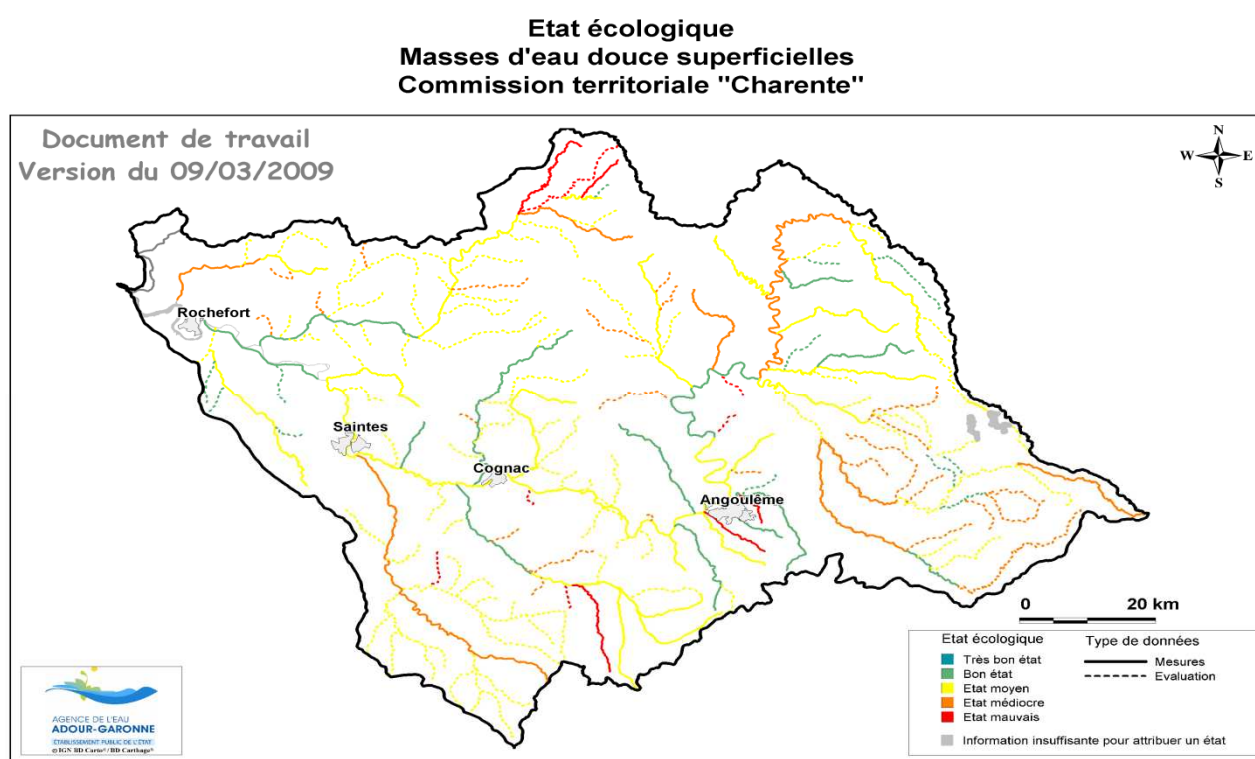 Etat écologique
Masses d'eau douce superficielles
Commission territoriale "Charente"
Document de travail
Version du 09/03/2009
N
W E
S
Rochefort
Saintes
Cognac
Angoulême
0 20 km
Etat écologique
Très bon état
Bon état
Etat moyen
Etat médiocre
Etat mauvais
Information insuffisante pour attribuer un état
Type de données
Mesures
Evaluation
AGENCE DE L'EAU
ADOUR-GARONNE
ÉTABLISSEMENT PUBLIC DE L'ÉTAT
© IGN BD Carto® / BD Carthage®